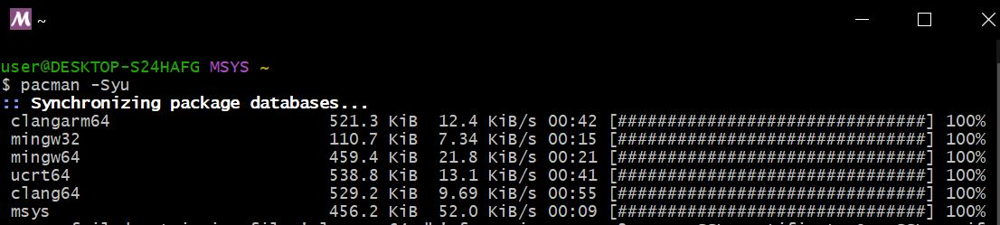 M ~
user@DESKTOP-S24HAFG MSYS ~
$ pacman -Syu
:: Synchronizing package databases...
clangarm64 521.3 KiB 12.4 KiB/s 00:42 [###############################] 100%
mingw32 110.7 KiB 7.34 KiB/s 00:15 [###############################] 100%
mingw64 459.4 KiB 21.8 KiB/s 00:21 [###############################] 100%
ucrt64 538.8 KiB 13.1 KiB/s 00:41 [###############################] 100%
clang64 529.2 KiB 9.69 KiB/s 00:55 [###############################] 100%
msys 456.2 KiB 52.0 KiB/s 00:09 [###############################] 100%